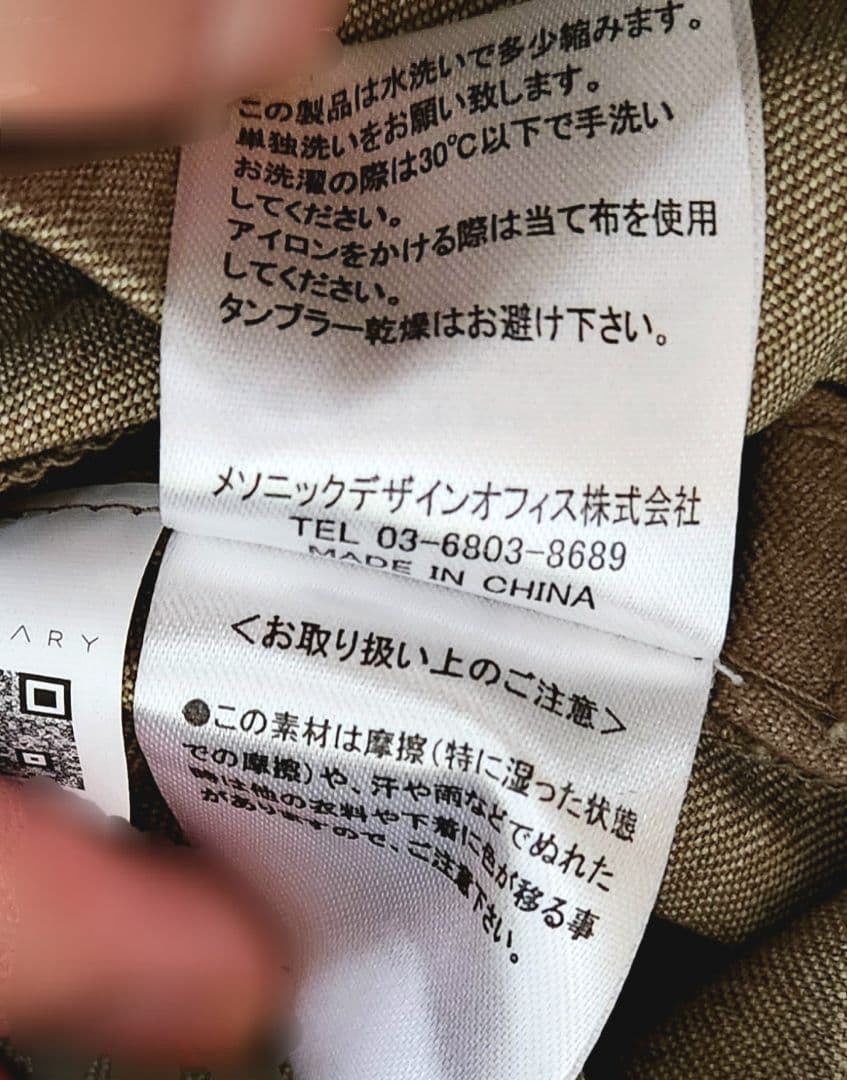 この製品は水洗いで多少縮みます。
単独洗いをお願い致します。
お洗濯の際は30℃以下で手洗い
してください。
アイロンをかける際は当て布を使用
してください。
タンブラー乾燥はお避け下さい。
メソニックデザインオフィス株式会社
TEL 03-6803-8689
MADE IN CHINA
ARY
<お取り扱い上のご注意>
●この素材は摩擦(特に湿った状態
での摩擦)や、汗や雨などでぬれた
時は他の衣料や下着に色が移る事
がありますので、ご注意下さい。